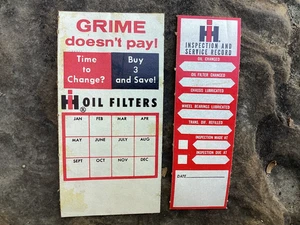 GRIME
doesn't pay!
Time
to
Change?
Buy
3
and Save!
IH® OIL FILTERS
JAN FEB MAR APR
MAY JUNE JULY AUG
SEPT OCT NOV DEC
IH
INSPECTION AND
SERVICE RECORD
OIL CHANGED
OIL FILTER CHANGED
CHASSIS LUBRICATED
WHEEL BEARINGS LUBRICATED
TRANS. DIF. REFILLED
INSPECTION MADE AT
INSPECTION DUE AT
DATE